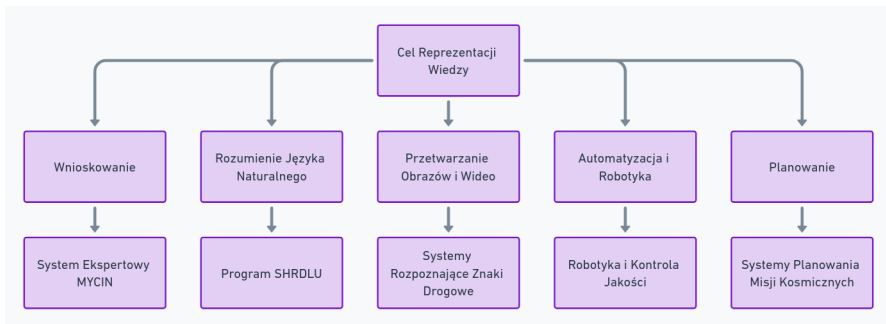 Cel Reprezentacji
Wiedzy
Wnioskowanie
Rozumienie Języka
Naturalnego
Przetwarzanie
Obrazów i Wideo
Automatyzacja i
Robotyka
Planowanie
System Ekspertowy
MYCIN
Program SHRDLU
Systemy
Rozpoznające Znaki
Drogowe
Robotyka i Kontrola
Jakości
Systemy Planowania
Misji Kosmicznych